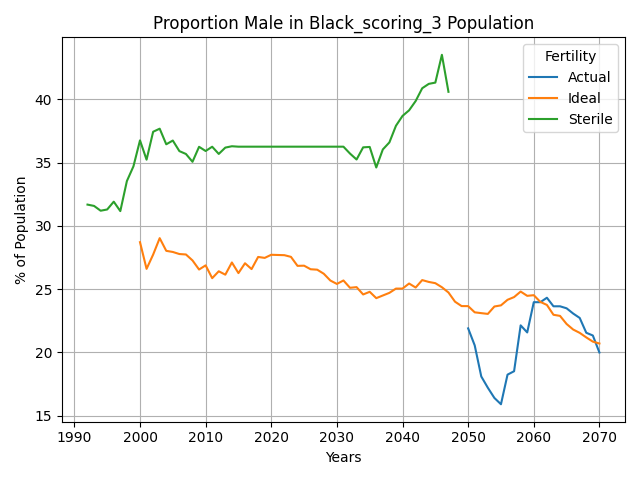 Proportion Male in Black_scoring_3 Population
Fertility
Actual
Ideal
Sterile
% of Population
40
35
30
25
20
15
1990 2000 2010 2020 2030 2040 2050 2060 2070
Years